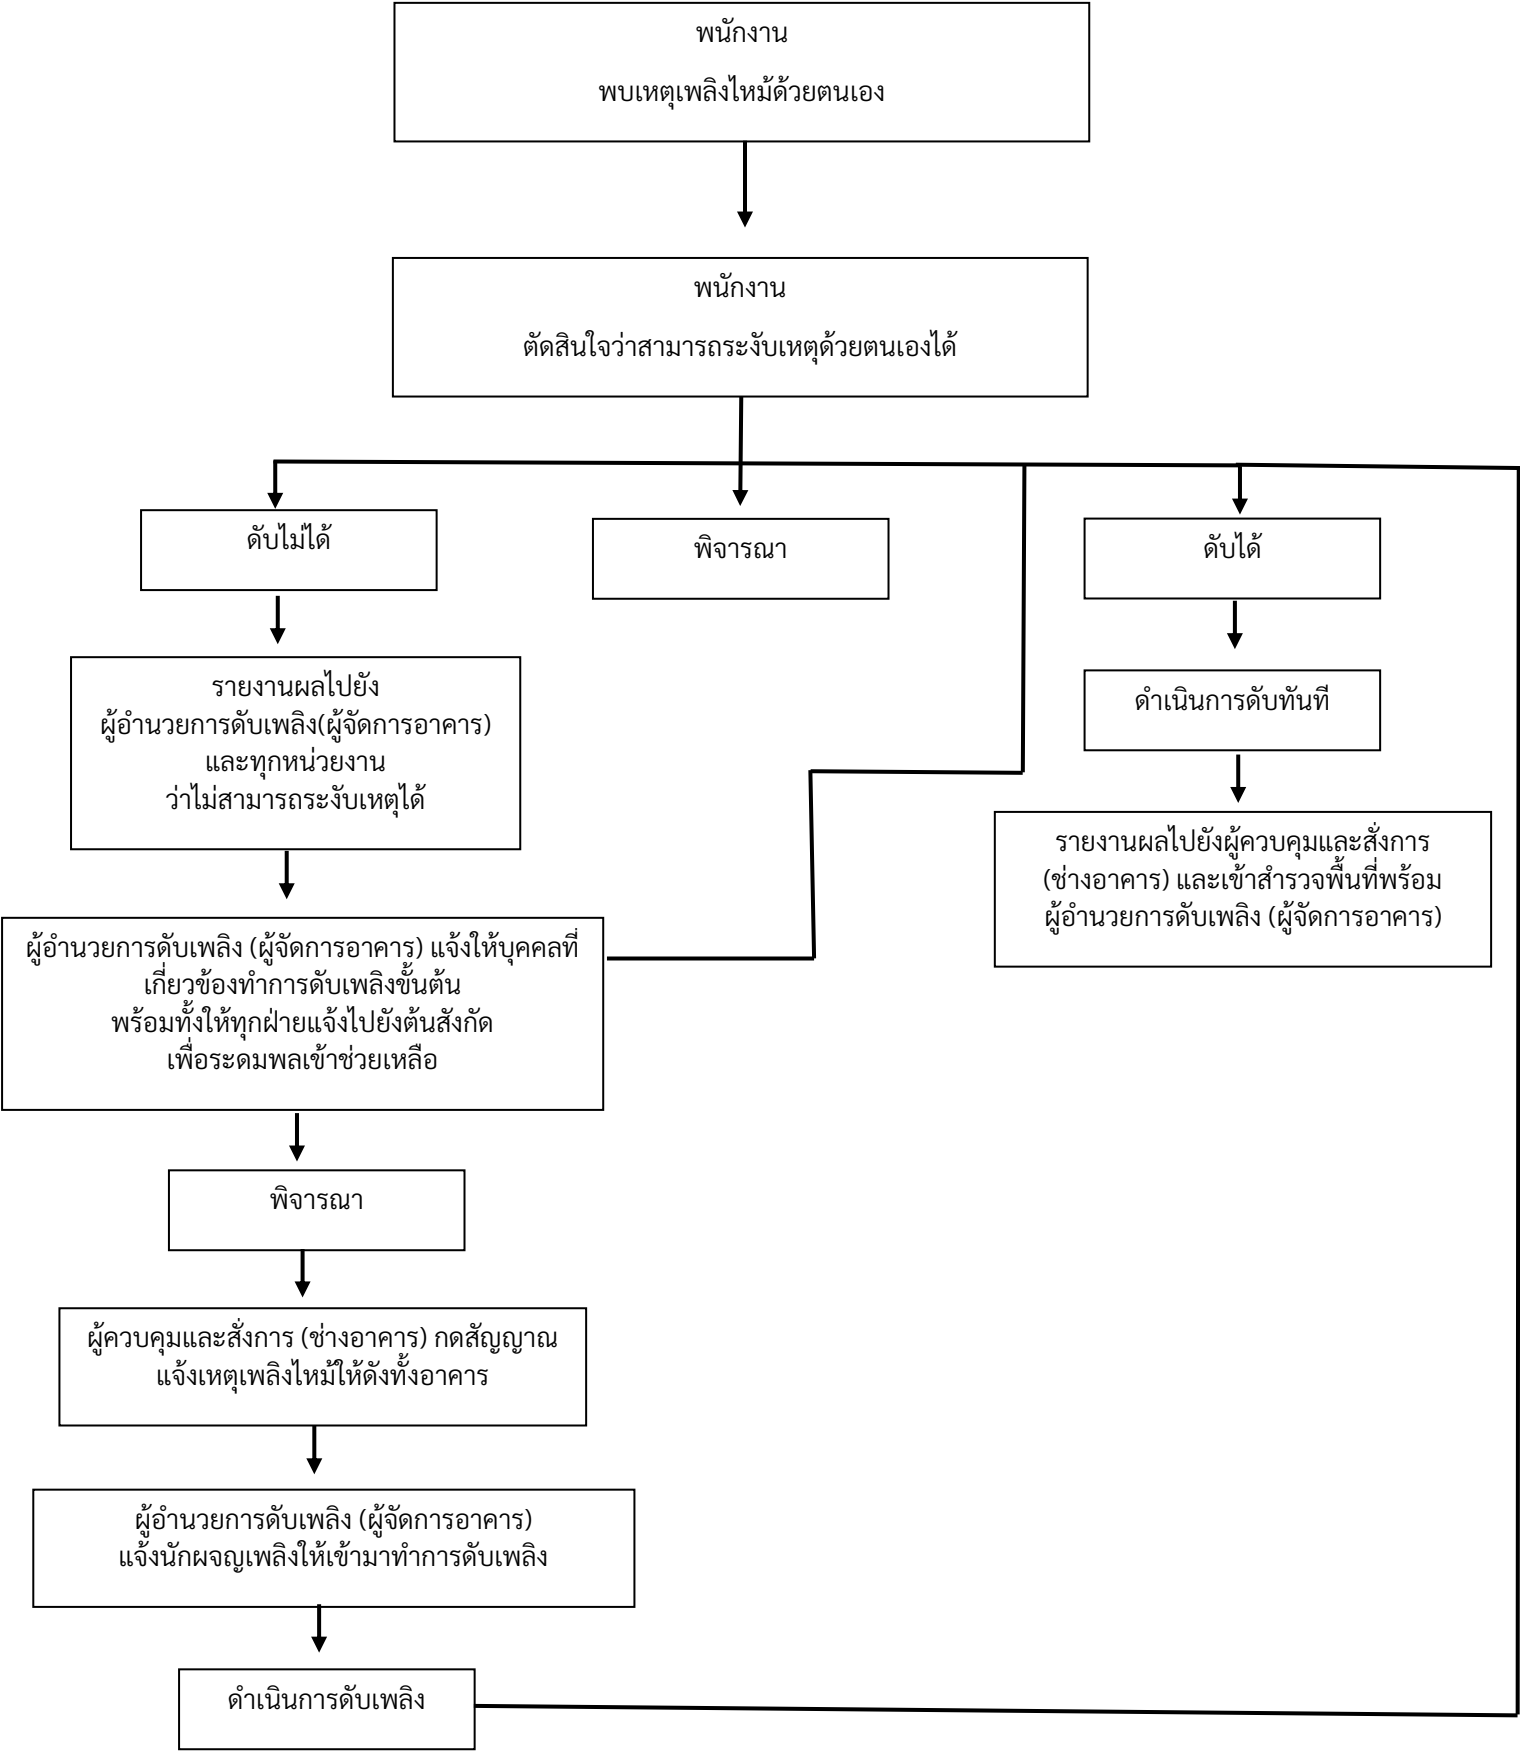 พนักงาน
พบเหตุเพลิงไหม้ด้วยตนเอง
พนักงาน
ตัดสินใจว่าสามารถระงับเหตุด้วยตนเองได้
ดับไม่ได้
พิจารณา
ดับได้
รายงานผลไปยัง
ผู้อำนวยการดับเพลิง(ผู้จัดการอาคาร)
และทุกหน่วยงาน
ว่าไม่สามารถระงับเหตุได้
ดำเนินการดับทันที
รายงานผลไปยังผู้ควบคุมและสั่งการ
(ช่างอาคาร) และเข้าสำรวจพื้นที่พร้อม
ผู้อำนวยการดับเพลิง (ผู้จัดการอาคาร)
ผู้อำนวยการดับเพลิง (ผู้จัดการอาคาร) แจ้งให้บุคคลที่
เกี่ยวข้องทำการดับเพลิงขั้นต้น
พร้อมทั้งให้ทุกฝ่ายแจ้งไปยังต้นสังกัด
เพื่อระดมพลเข้าช่วยเหลือ
พิจารณา
ผู้ควบคุมและสั่งการ (ช่างอาคาร) กดสัญญาณ
แจ้งเหตุเพลิงไหม้ให้ดังทั้งอาคาร
ผู้อำนวยการดับเพลิง (ผู้จัดการอาคาร)
แจ้งนักผจญเพลิงให้เข้ามาทำการดับเพลิง
ดำเนินการดับเพลิง